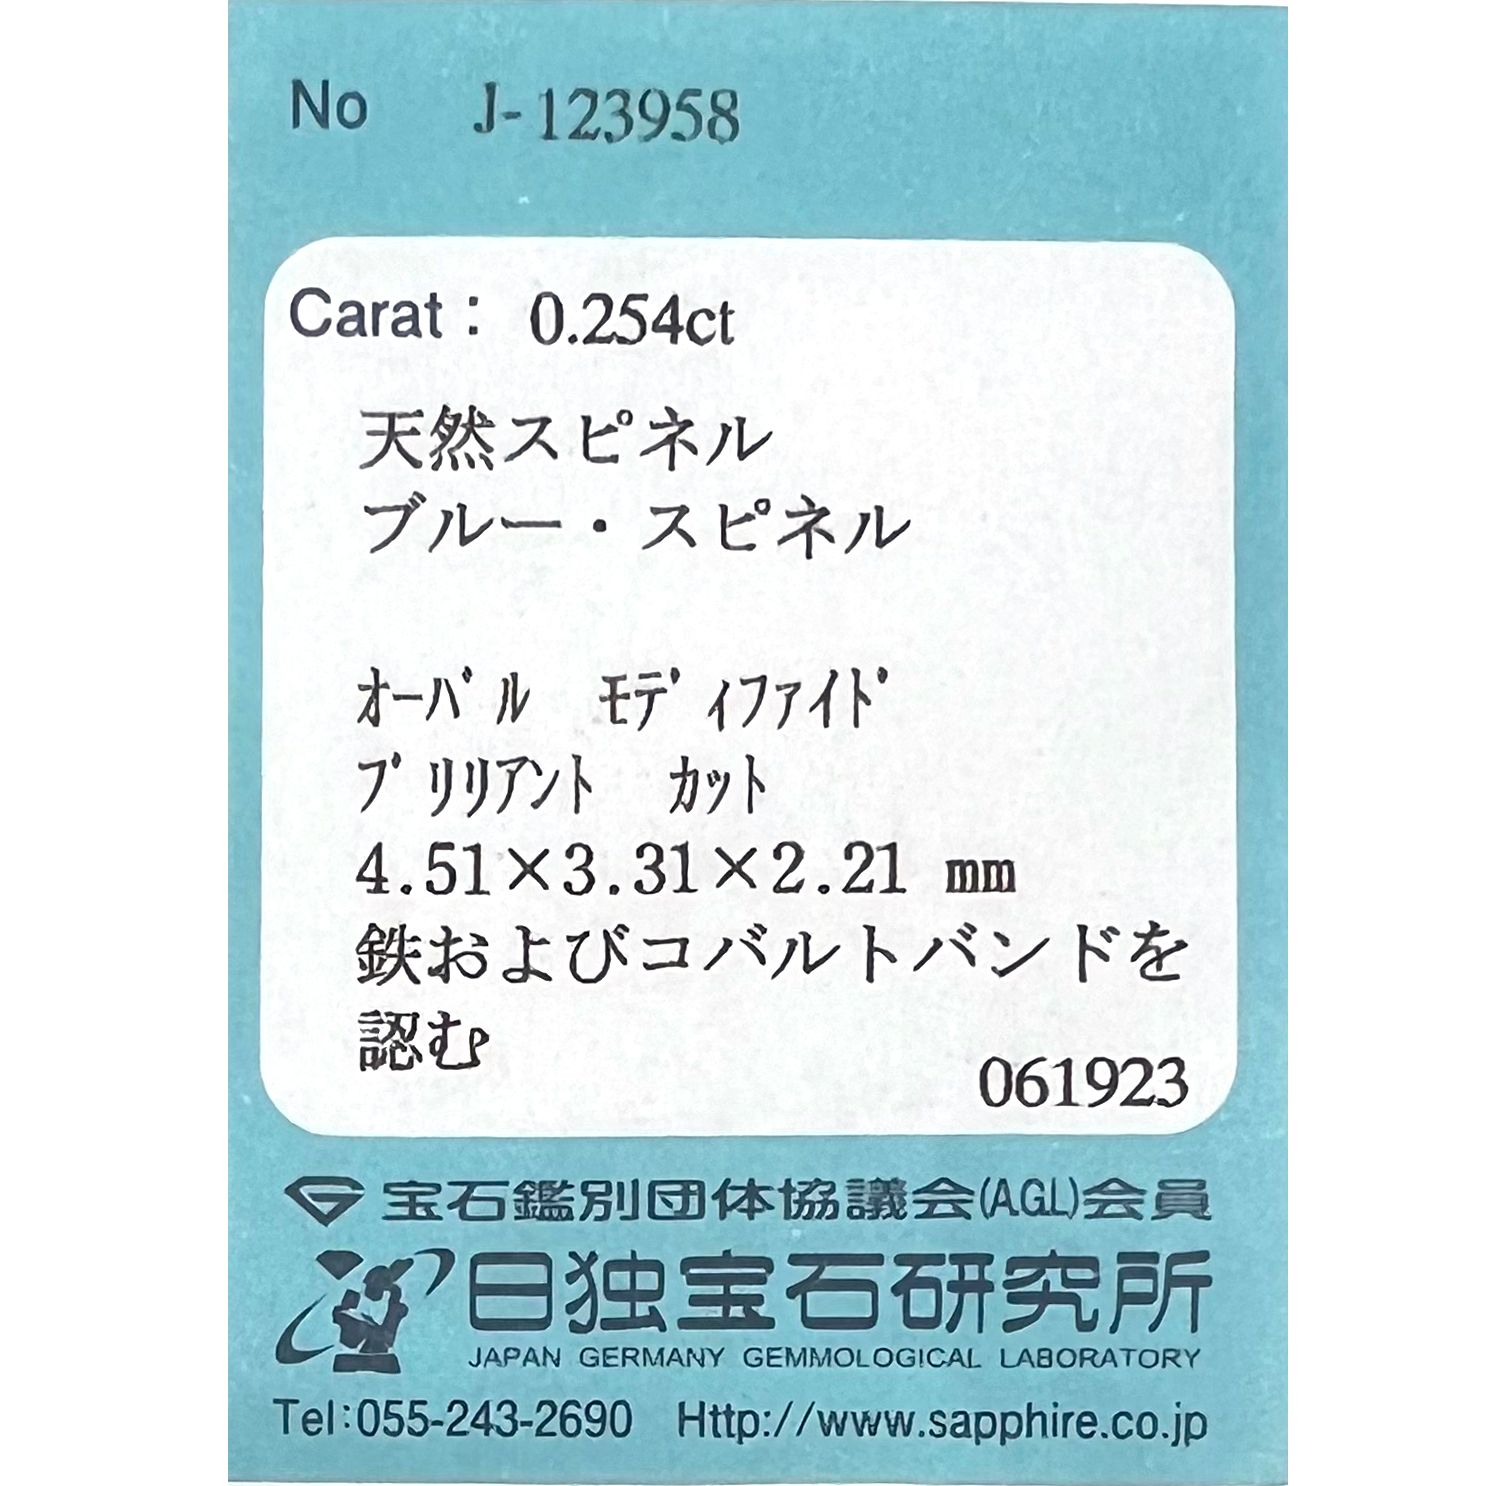 No J-123958
Carat： 0.254ct
天然スピネル
ブルー・スピネル
ｵｰﾊﾞﾙ ﾓﾃﾞｨﾌｧｲﾄﾞ
ﾌﾞﾘﾘｱﾝﾄ ｶｯﾄ
4.51×3.31×2.21 mm
鉄およびコバルトバンドを
認む
061923
宝石鑑別団体協議会(AGL)会員
日独宝石研究所
JAPAN GERMANY GEMMOLOGICAL LABORATORY
Tel:055-243-2690 Http://www.sapphire.co.jp